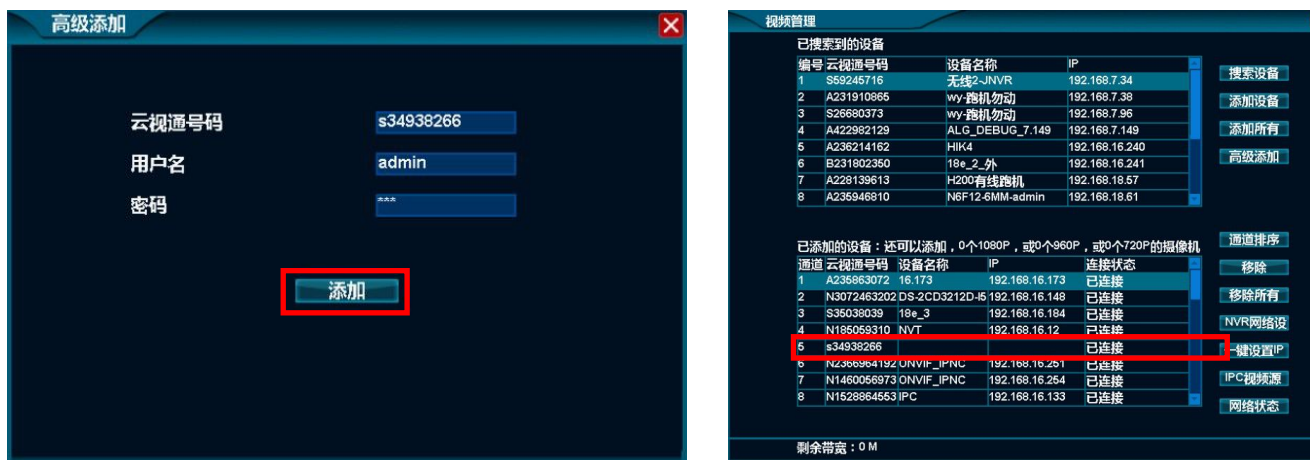 高级添加
云视通号码 s34938266
用户名 admin
密码 ***
添加
视频管理
已搜索到的设备
编号 云视通号码 设备名称 IP
1 S59245716 无线2-JNVR 192.168.7.34
2 A231910865 wy-跑机勿动 192.168.7.38
3 S26680373 wy-跑机勿动 192.168.7.96
4 A422982129 ALG_DEBUG_7.149 192.168.7.149
5 A236214162 HIK4 192.168.16.240
6 B231802350 18e_2_外 192.168.16.241
7 A228139613 H200有线跑机 192.168.18.57
8 A235946810 N6F12-6MM-admin 192.168.18.61
搜索设备
添加设备
添加所有
高级添加
已添加的设备：还可以添加，0个1080P，或0个960P，或0个720P的摄像机
通道 云视通号码 设备名称 IP 连接状态
1 A235863072 16.173 192.168.16.173 已连接
2 N3072463202 DS-2CD3212D-I5 192.168.16.148 已连接
3 S35038039 18e_3 192.168.16.184 已连接
4 N185059310 NVT 192.168.16.12 已连接
5 s34938266 已连接
6 N2366964192 ONVIF_IPNC 192.168.16.251 已连接
7 N1460056973 ONVIF_IPNC 192.168.16.254 已连接
8 N1528864553 IPC 192.168.16.133 已连接
通道排序
移除
移除所有
NVR网络设
一键设置IP
IPC视频源
网络状态
剩余带宽：0 M